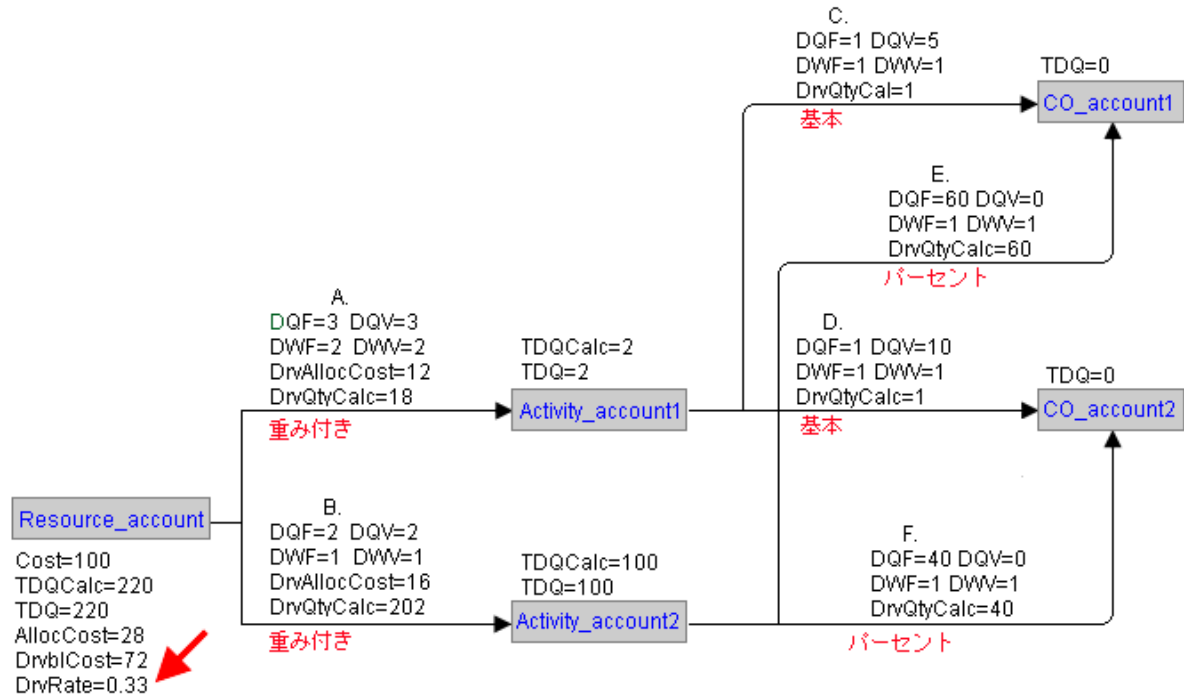 C.
DQF=1 DQV=5
DWF=1 DWV=1
DrvQtyCal=1
基本
TDQ=0
CO_account1
E.
DQF=60 DQV=0
DWF=1 DWV=1
DrvQtyCalc=60
パーセント
A.
DQF=3 DQV=3
DWF=2 DWV=2
DrvAllocCost=12
DrvQtyCalc=18
重み付き
TDQCalc=2
TDQ=2
Activity_account1
D.
DQF=1 DQV=10
DWF=1 DWV=1
DrvQtyCalc=1
基本
TDQ=0
CO_account2
Resource_account
Cost=100
TDQCalc=220
TDQ=220
AllocCost=28
DrvblCost=72
DrvRate=0.33
B.
DQF=2 DQV=2
DWF=1 DWV=1
DrvAllocCost=16
DrvQtyCalc=202
重み付き
TDQCalc=100
TDQ=100
Activity_account2
F.
DQF=40 DQV=0
DWF=1 DWV=1
DrvQtyCalc=40
パーセント